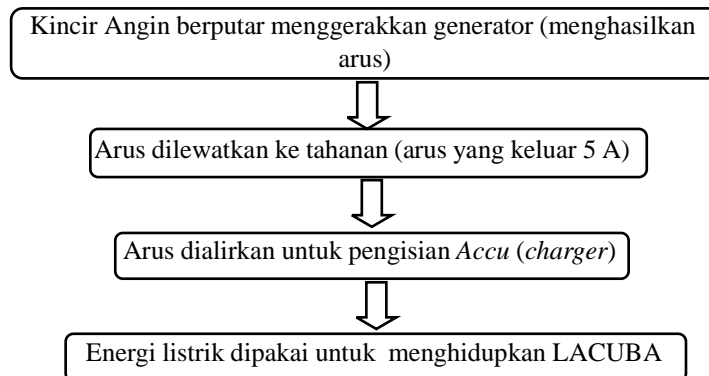 Kincir Angin berputar menggerakkan generator (menghasilkan
arus)
Arus dilewatkan ke tahanan (arus yang keluar 5 A)
Arus dialirkan untuk pengisian Accu (charger)
Energi listrik dipakai untuk menghidupkan LACUBA